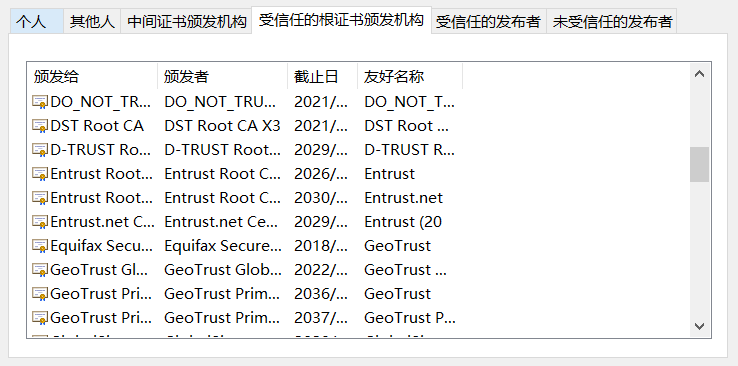 个人 其他人 中间证书颁发机构 受信任的根证书颁发机构 受信任的发布者 未受信任的发布者
颁发给 颁发者 截止日 友好名称
DO_NOT_TR... DO_NOT_TRU... 2021/... DO_NOT_T...
DST Root CA DST Root CA X3 2021/... DST Root ...
D-TRUST Ro... D-TRUST Root... 2029/... D-TRUST R...
Entrust Root... Entrust Root C... 2026/... Entrust
Entrust Root... Entrust Root C... 2030/... Entrust.net
Entrust.net C... Entrust.net Ce... 2029/... Entrust (20
Equifax Secu... Equifax Secure... 2018/... GeoTrust
GeoTrust Gl... GeoTrust Glob... 2022/... GeoTrust ...
GeoTrust Pri... GeoTrust Prim... 2036/... GeoTrust
GeoTrust Pri... GeoTrust Prim... 2037/... GeoTrust P...